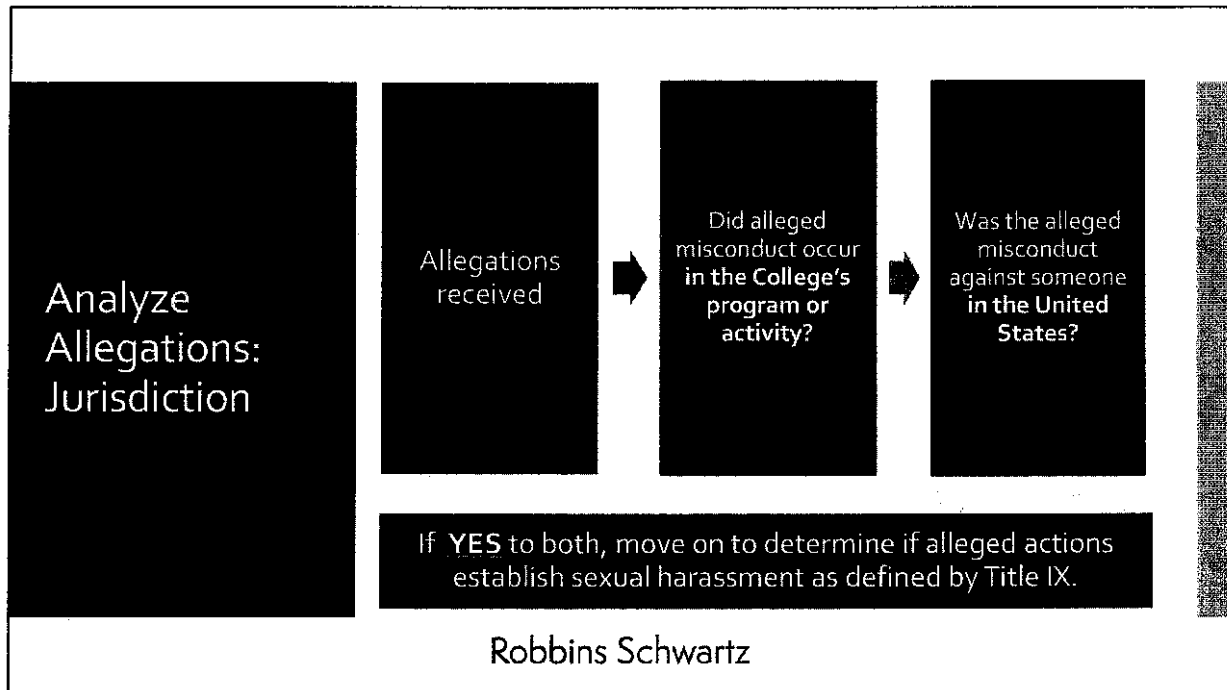 Analyze
Allegations:
Jurisdiction
Allegations
received
Did alleged
misconduct occur
in the College's
program or
activity?
Was the alleged
misconduct
against someone
in the United
States?
If YES to both, move on to determine if alleged actions
establish sexual harassment as defined by Title IX.
Robbins Schwartz